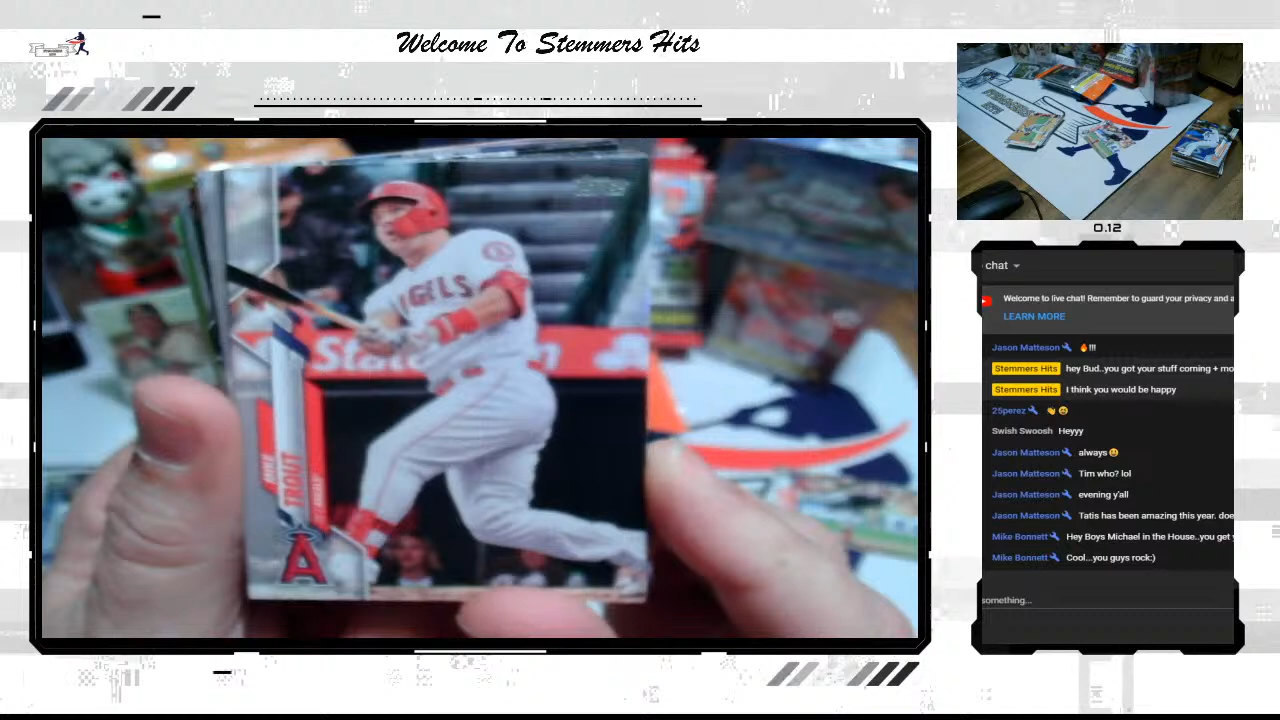 Welcome To Stemmers Hits
ANGELS
MIKE
TROUT
A
0.12
chat
Welcome to live chat! Remember to guard your privacy and a
LEARN MORE
Jason Matteson 🔥!!!
Stemmers Hits hey Bud..you got your stuff coming + mo
Stemmers Hits I think you would be happy
25perez 👋😀
Swish Swoosh Heyyy
Jason Matteson always😃
Jason Matteson Tim who? lol
Jason Matteson evening y'all
Jason Matteson Tatis has been amazing this year. doe
Mike Bonnett Hey Boys Michael in the House..you get y
Mike Bonnett Cool...you guys rock:)
something...